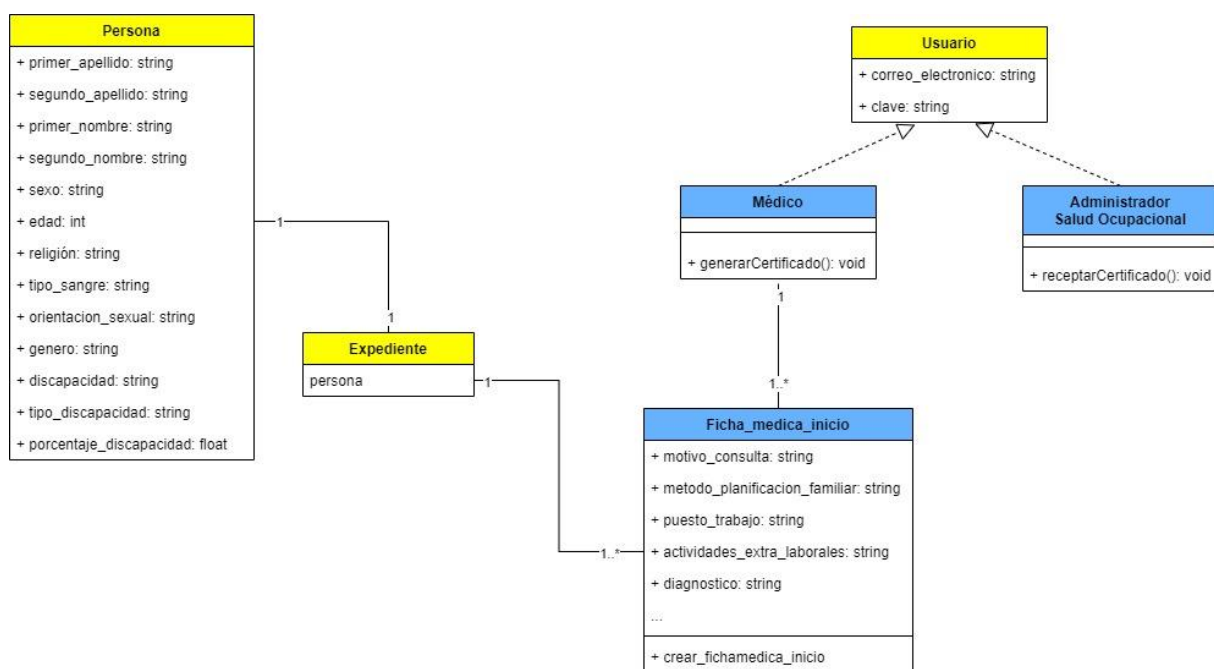 Persona
+ primer_apellido: string
+ segundo_apellido: string
+ primer_nombre: string
+ segundo_nombre: string
+ sexo: string
+ edad: int
+ religión: string
+ tipo_sangre: string
+ orientacion_sexual: string
+ genero: string
+ discapacidad: string
+ tipo_discapacidad: string
+ porcentaje_discapacidad: float
1
1
Expediente
persona
1
1..*
Usuario
+ correo_electronico: string
+ clave: string
Médico
+ generarCertificado(): void
Administrador
Salud Ocupacional
+ receptarCertificado(): void
1
1..*
Ficha_medica_inicio
+ motivo_consulta: string
+ metodo_planificacion_familiar: string
+ puesto_trabajo: string
+ actividades_extra_laborales: string
+ diagnostico: string
...
+ crear_fichamedica_inicio